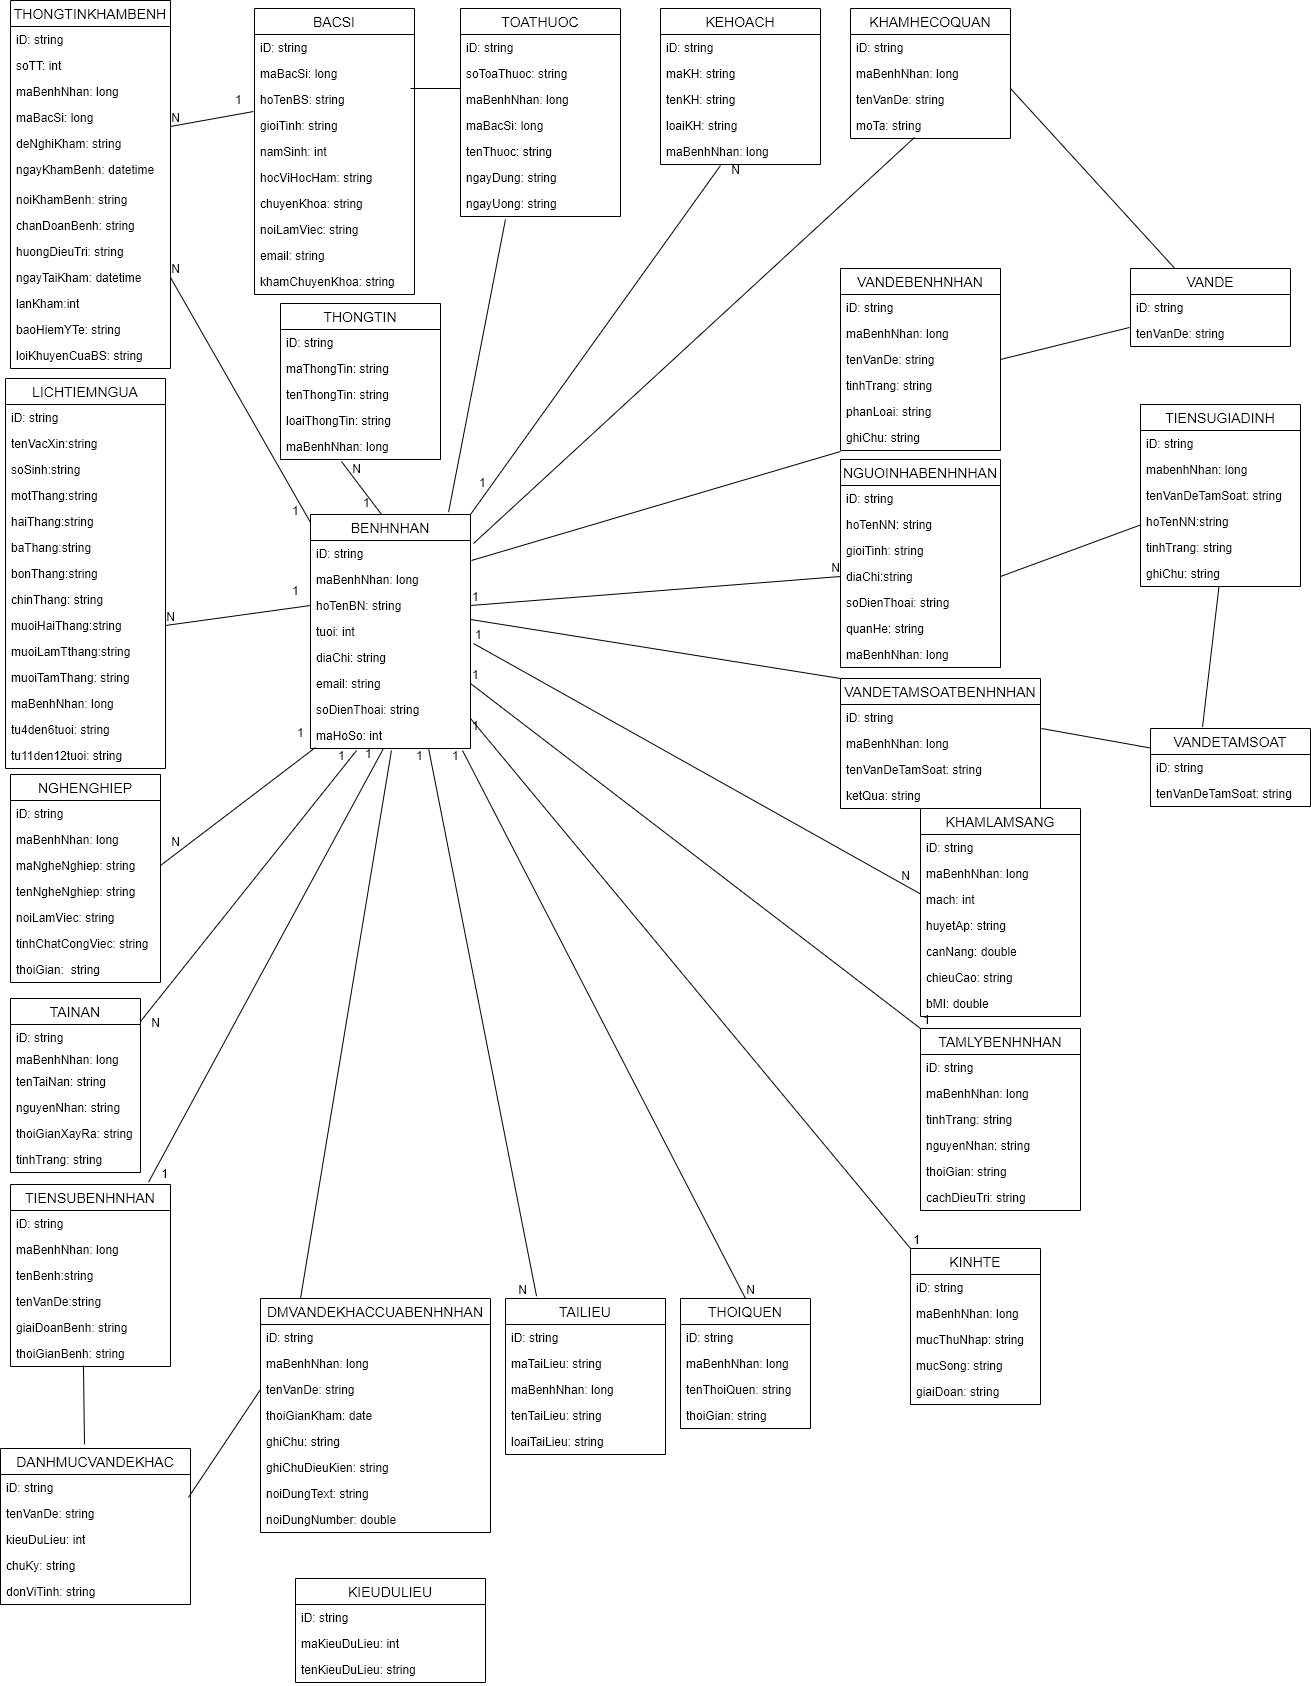 THONGTINKHAMBENH
iD: string
soTT: int
maBenhNhan: long
maBacSi: long
deNghiKham: string
ngayKhamBenh: datetime
noiKhamBenh: string
chanDoanBenh: string
huongDieuTri: string
ngayTaiKham: datetime
lanKham:int
baoHiemYTe: string
loiKhuyenCuaBS: string
N
1
N
1
BACSI
iD: string
maBacSi: long
hoTenBS: string
gioiTinh: string
namSinh: int
hocViHocHam: string
chuyenKhoa: string
noiLamViec: string
email: string
khamChuyenKhoa: string
TOATHUOC
iD: string
soToaThuoc: string
maBenhNhan: long
maBacSi: long
tenThuoc: string
ngayDung: string
ngayUong: string
KEHOACH
iD: string
maKH: string
tenKH: string
loaiKH: string
maBenhNhan: long
N
1
KHAMHECOQUAN
iD: string
maBenhNhan: long
tenVanDe: string
moTa: string
VANDEBENHNHAN
iD: string
maBenhNhan: long
tenVanDe: string
tinhTrang: string
phanLoai: string
ghiChu: string
VANDE
iD: string
tenVanDe: string
THONGTIN
iD: string
maThongTin: string
tenThongTin: string
loaiThongTin: string
maBenhNhan: long
N
1
LICHTIEMNGUA
iD: string
tenVacXin:string
soSinh:string
motThang:string
haiThang:string
baThang:string
bonThang:string
chinThang: string
muoiHaiThang:string
muoiLamTthang:string
muoiTamThang: string
maBenhNhan: long
tu4den6tuoi: string
tu11den12tuoi: string
N
1
BENHNHAN
iD: string
maBenhNhan: long
hoTenBN: string
tuoi: int
diaChi: string
email: string
soDienThoai: string
maHoSo: int
1
1
1
1
1
1
1
1
1
NGUOINHABENHNHAN
iD: string
hoTenNN: string
gioiTinh: string
diaChi:string
soDienThoai: string
quanHe: string
maBenhNhan: long
N
TIENSUGIADINH
iD: string
mabenhNhan: long
tenVanDeTamSoat: string
hoTenNN:string
tinhTrang: string
ghiChu: string
VANDETAMSOATBENHNHAN
iD: string
maBenhNhan: long
tenVanDeTamSoat: string
ketQua: string
VANDETAMSOAT
iD: string
tenVanDeTamSoat: string
KHAMLAMSANG
iD: string
maBenhNhan: long
mach: int
huyetAp: string
canNang: double
chieuCao: string
bMI: double
N
NGHENGHIEP
iD: string
maBenhNhan: long
maNgheNghiep: string
tenNgheNghiep: string
noiLamViec: string
tinhChatCongViec: string
thoiGian: string
N
TAINAN
iD: string
maBenhNhan: long
tenTaiNan: string
nguyenNhan: string
thoiGianXayRa: string
tinhTrang: string
N
1
TAMLYBENHNHAN
iD: string
maBenhNhan: long
tinhTrang: string
nguyenNhan: string
thoiGian: string
cachDieuTri: string
1
TIENSUBENHNHAN
iD: string
maBenhNhan: long
tenBenh:string
tenVanDe:string
giaiDoanBenh: string
thoiGianBenh: string
1
KINHTE
iD: string
maBenhNhan: long
mucThuNhap: string
mucSong: string
giaiDoan: string
DMVANDEKHACCUABENHNHAN
iD: string
maBenhNhan: long
tenVanDe: string
thoiGianKham: date
ghiChu: string
ghiChuDieuKien: string
noiDungText: string
noiDungNumber: double
N
TAILIEU
iD: string
maTaiLieu: string
maBenhNhan: long
tenTaiLieu: string
loaiTaiLieu: string
N
THOIQUEN
iD: string
maBenhNhan: long
tenThoiQuen: string
thoiGian: string
DANHMUCVANDEKHAC
iD: string
tenVanDe: string
kieuDuLieu: int
chuKy: string
donViTinh: string
KIEUDULIEU
iD: string
maKieuDuLieu: int
tenKieuDuLieu: string